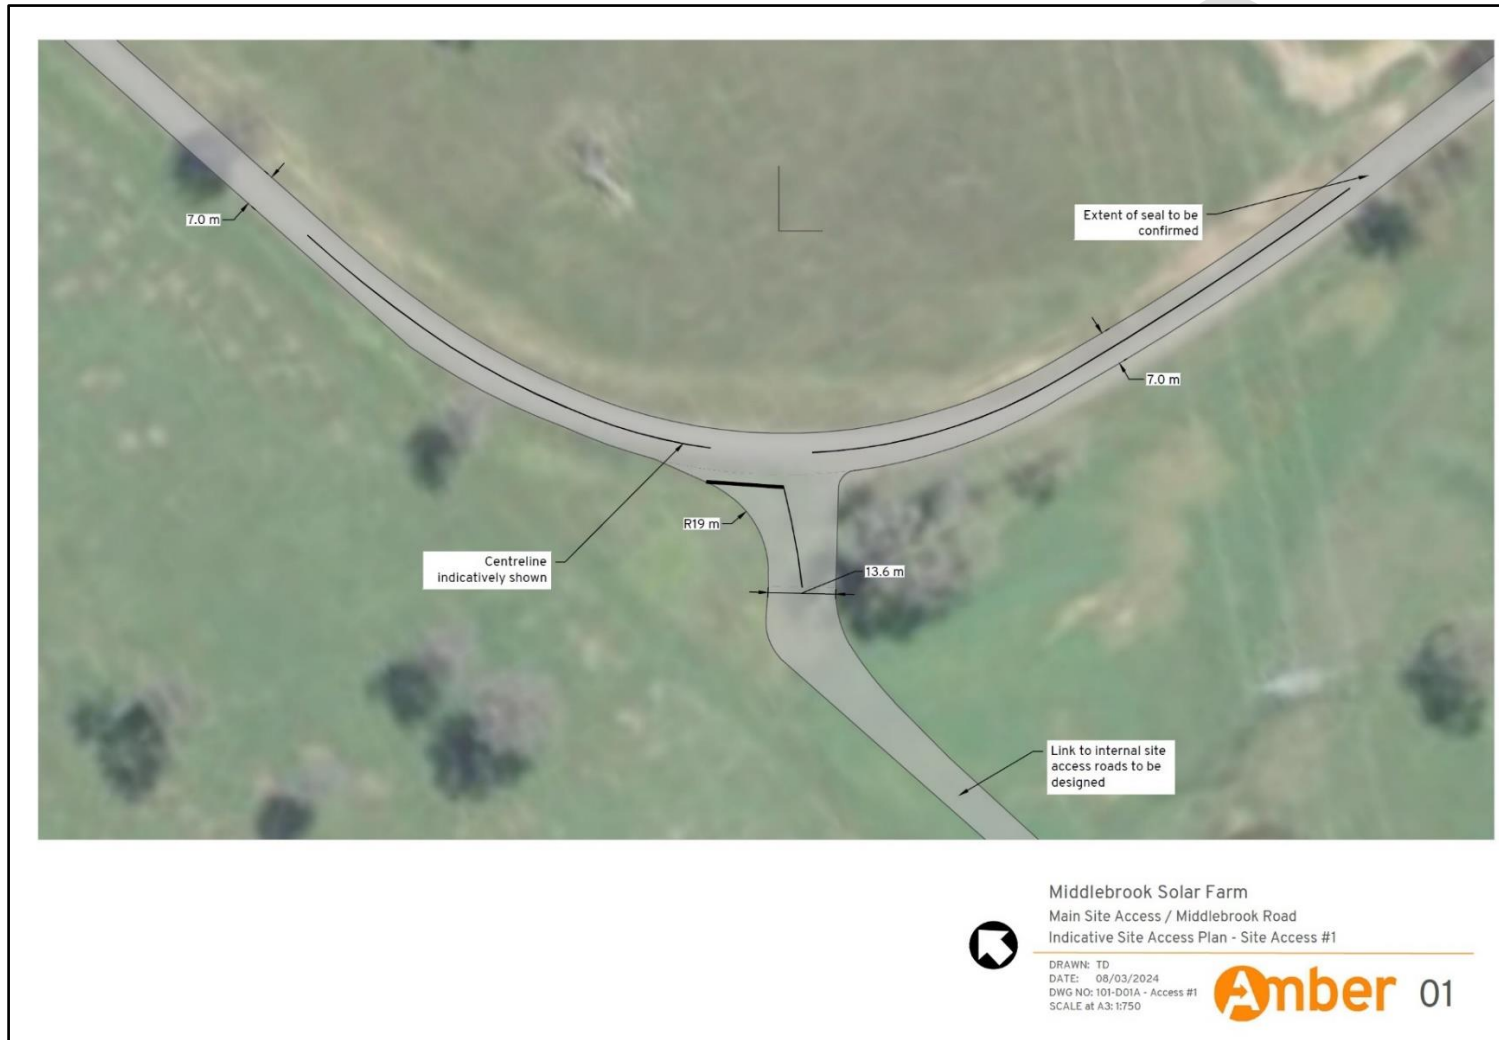 7.0 m
Extent of seal to be
confirmed
7.0 m
R19 m
Centreline
indicatively shown
13.6 m
Link to internal site
access roads to be
designed
Middlebrook Solar Farm
Main Site Access / Middlebrook Road
Indicative Site Access Plan - Site Access #1
DRAWN: TD
DATE: 08/03/2024
DWG NO: 101-D01A - Access #1
SCALE at A3: 1:750
Amber 01